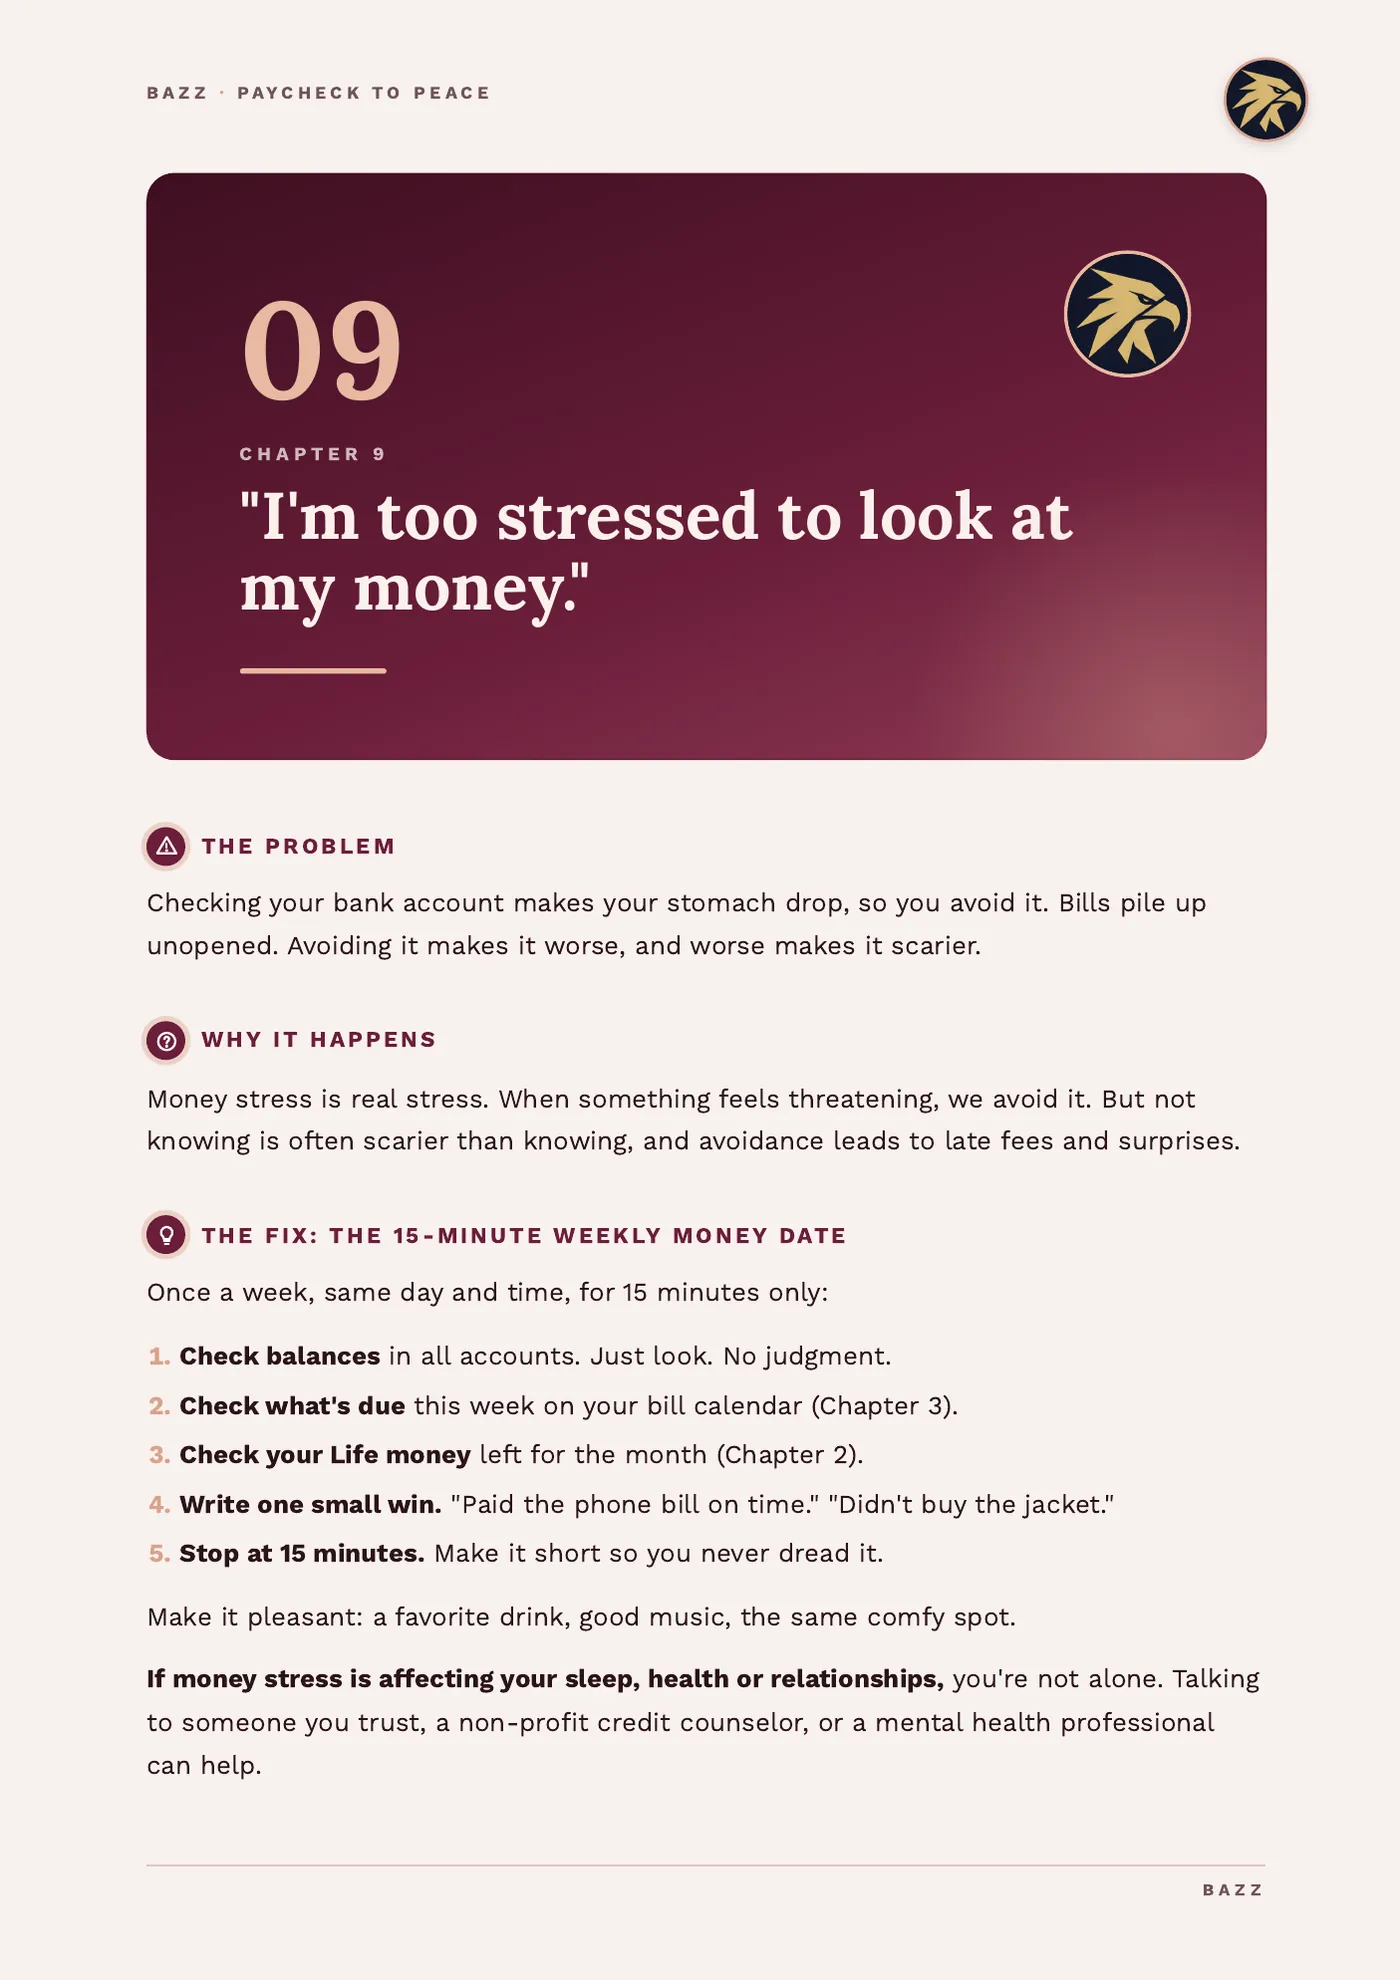 BAZZ · PAYCHECK TO PEACE
09
CHAPTER 9
"I'm too stressed to look at
my money."
THE PROBLEM
Checking your bank account makes your stomach drop, so you avoid it. Bills pile up
unopened. Avoiding it makes it worse, and worse makes it scarier.
WHY IT HAPPENS
Money stress is real stress. When something feels threatening, we avoid it. But not
knowing is often scarier than knowing, and avoidance leads to late fees and surprises.
THE FIX: THE 15-MINUTE WEEKLY MONEY DATE
Once a week, same day and time, for 15 minutes only:
1. Check balances in all accounts. Just look. No judgment.
2. Check what's due this week on your bill calendar (Chapter 3).
3. Check your Life money left for the month (Chapter 2).
4. Write one small win. "Paid the phone bill on time." "Didn't buy the jacket."
5. Stop at 15 minutes. Make it short so you never dread it.
Make it pleasant: a favorite drink, good music, the same comfy spot.
If money stress is affecting your sleep, health or relationships, you're not alone. Talking
to someone you trust, a non-profit credit counselor, or a mental health professional
can help.
BAZZ